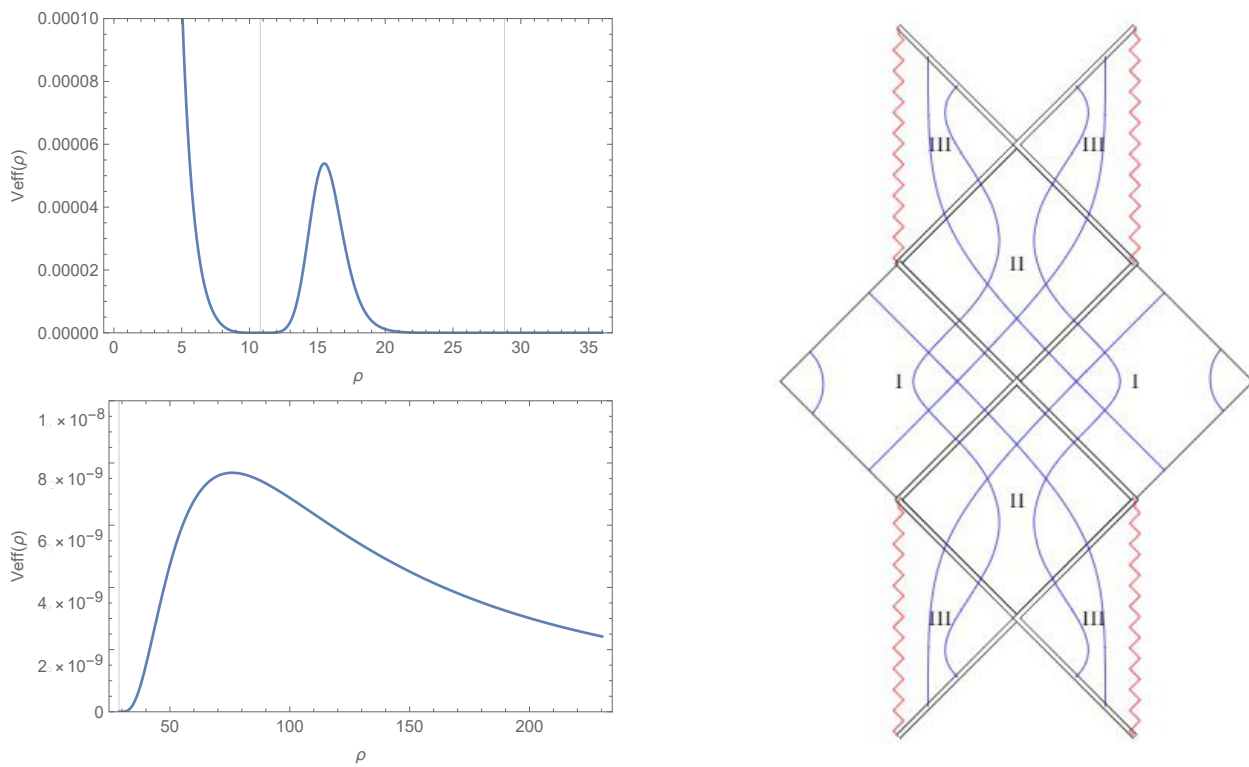 0.00010
0.00008
0.00006
0.00004
0.00002
0.00000
Veff(ρ)
0 5 10 15 20 25 30 35
ρ
1. × 10⁻⁸
8. × 10⁻⁹
6. × 10⁻⁹
4. × 10⁻⁹
2. × 10⁻⁹
0
Veff(ρ)
50 100 150 200
ρ
III III
II
I I
II
III III